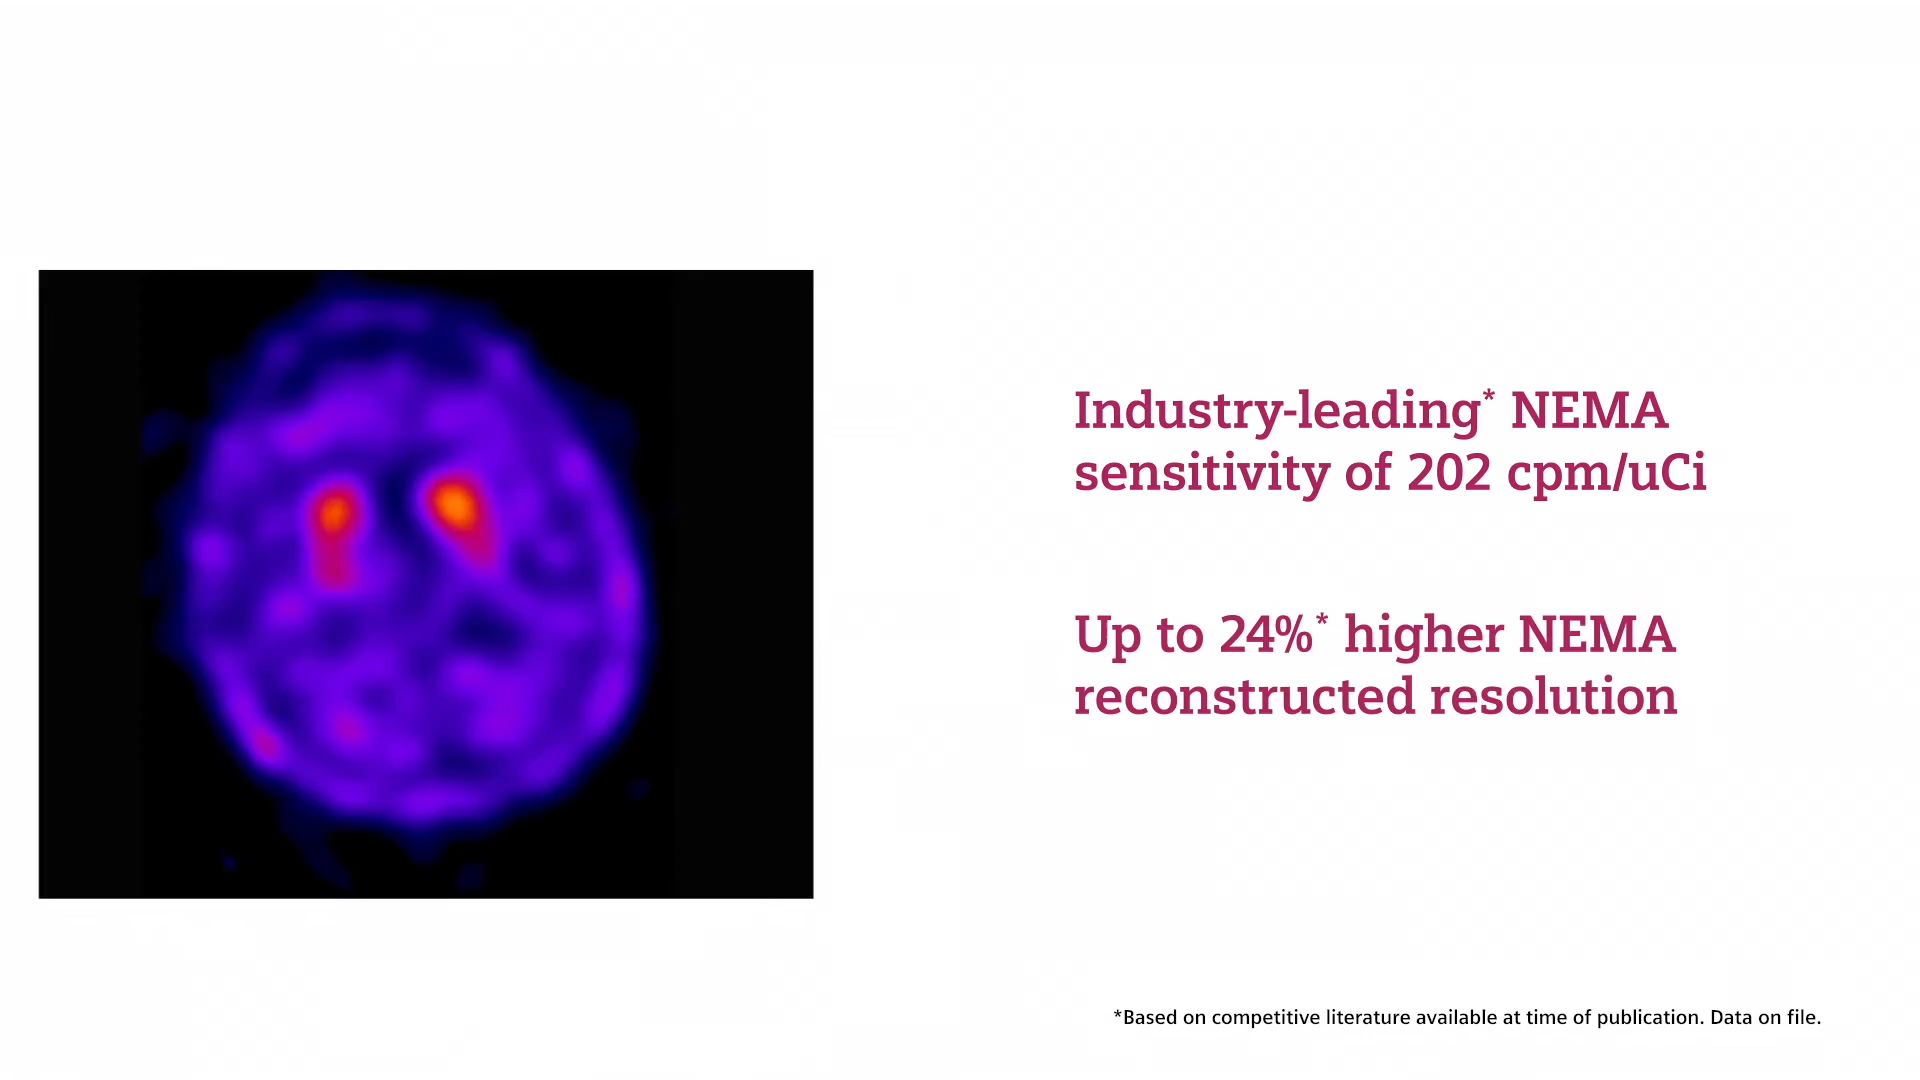 Industry-leading* NEMA
sensitivity of 202 cpm/uCi
Up to 24%* higher NEMA
reconstructed resolution
*Based on competitive literature available at time of publication. Data on file.